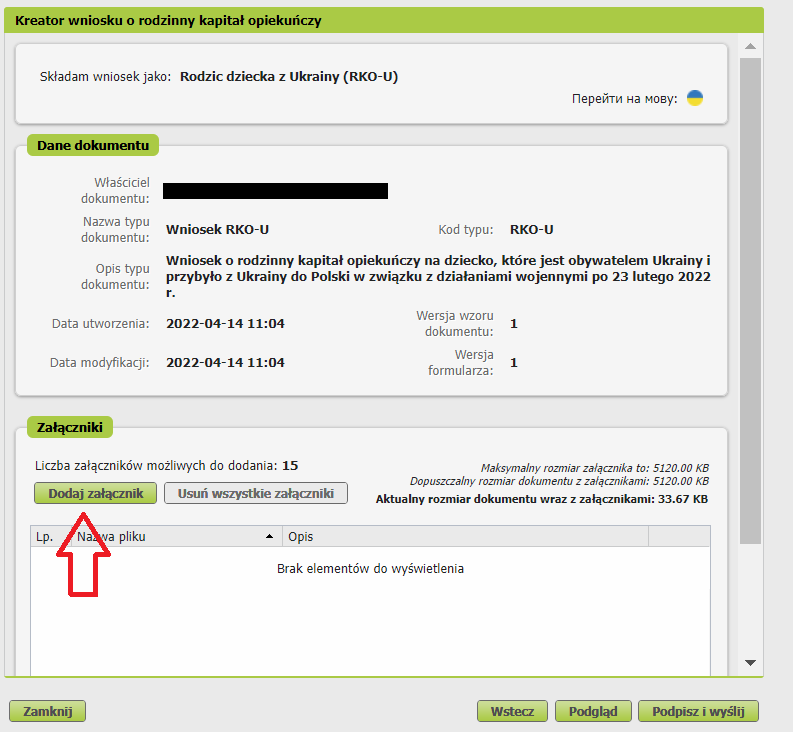 Kreator wniosku o rodzinny kapitał opiekuńczy
Składam wniosek jako: Rodzic dziecka z Ukrainy (RKO-U)
Перейти на мову:
Dane dokumentu
Właściciel
dokumentu:
Nazwa typu
dokumentu:
Wniosek RKO-U
Kod typu: RKO-U
Opis typu
dokumentu:
Wniosek o rodzinny kapitał opiekuńczy na dziecko, które jest obywatelem Ukrainy i
przybyło z Ukrainy do Polski w związku z działaniami wojennymi po 23 lutego 2022
r.
Data utworzenia: 2022-04-14 11:04
Wersja wzoru
dokumentu:
1
Data modyfikacji: 2022-04-14 11:04
Wersja
formularza:
1
Załączniki
Liczba załączników możliwych do dodania: 15
Maksymalny rozmiar załącznika to: 5120.00 KB
Dopuszczalny rozmiar dokumentu z załącznikami: 5120.00 KB
Dodaj załącznik Usuń wszystkie załączniki
Aktualny rozmiar dokumentu wraz z załącznikami: 33.67 KB
Lp. Nazwa pliku Opis
Brak elementów do wyświetlenia
Zamknij Wstecz Podgląd Podpisz i wyślij